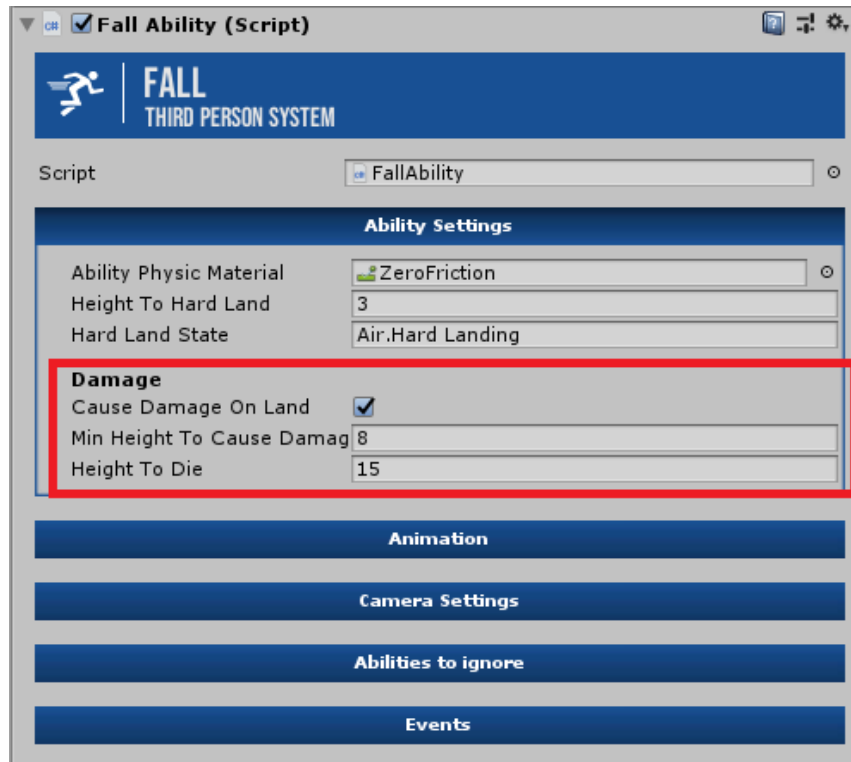 Fall Ability (Script)
FALL
THIRD PERSON SYSTEM
Script FallAbility
Ability Settings
Ability Physic Material ZeroFriction
Height To Hard Land 3
Hard Land State Air.Hard Landing
Damage
Cause Damage On Land
Min Height To Cause Damag 8
Height To Die 15
Animation
Camera Settings
Abilities to ignore
Events